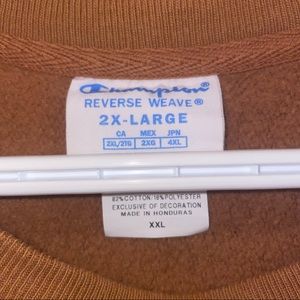 Champion
REVERSE WEAVE®
2X-LARGE
CA MEX JPN
2XL/2TG 2XG 4XL
82% COTTON/18% POLYESTER
EXCLUSIVE OF DECORATION
MADE IN HONDURAS
XXL